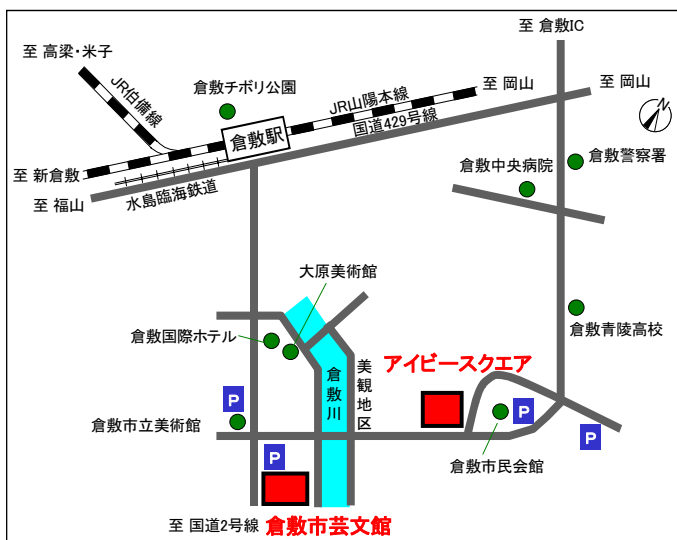 至 倉敷IC
至 高梁・米子
JR伯備線
倉敷チボリ公園
JR山陽本線
至 岡山
至 岡山
国道429号線
N
倉敷駅
倉敷中央病院
倉敷警察署
至 新倉敷
水島臨海鉄道
至 福山
大原美術館
倉敷国際ホテル
倉敷青陵高校
倉敷川
美観地区
アイビースクエア
P
倉敷市立美術館
P
P
P
倉敷市民会館
至 国道2号線
倉敷市芸文館